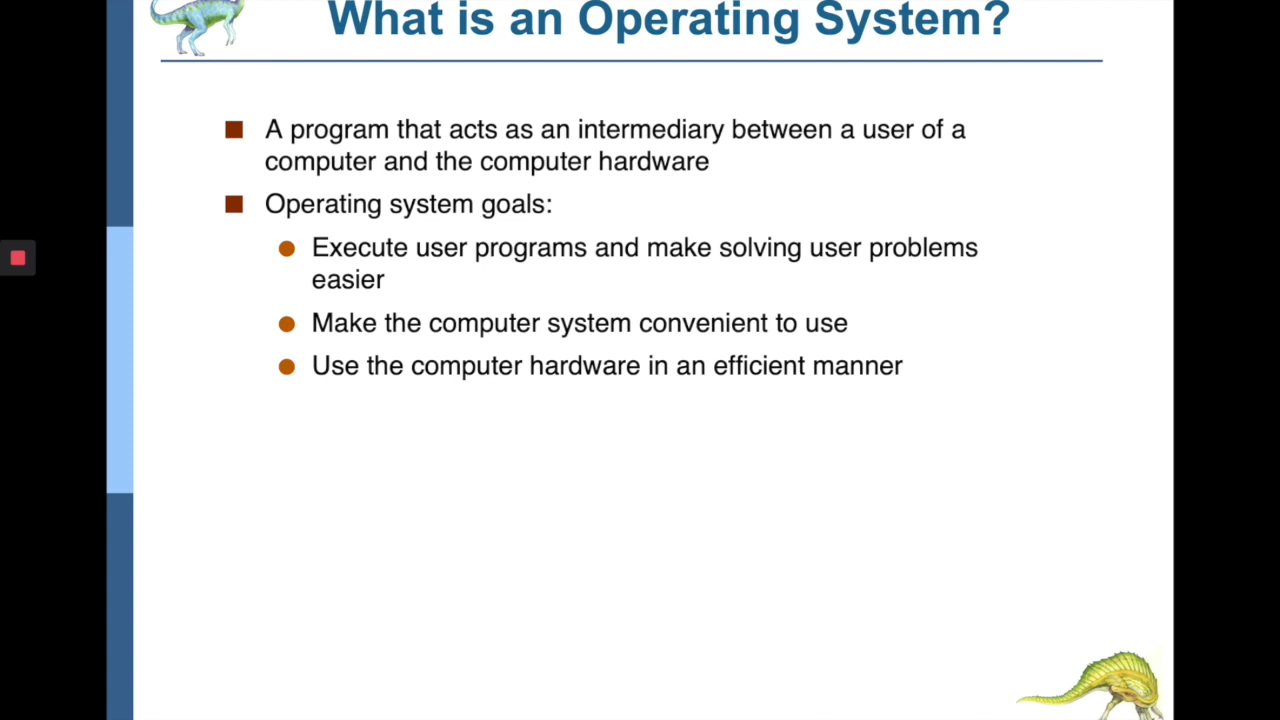 What is an Operating System?
A program that acts as an intermediary between a user of a
computer and the computer hardware
Operating system goals:
Execute user programs and make solving user problems
easier
Make the computer system convenient to use
Use the computer hardware in an efficient manner